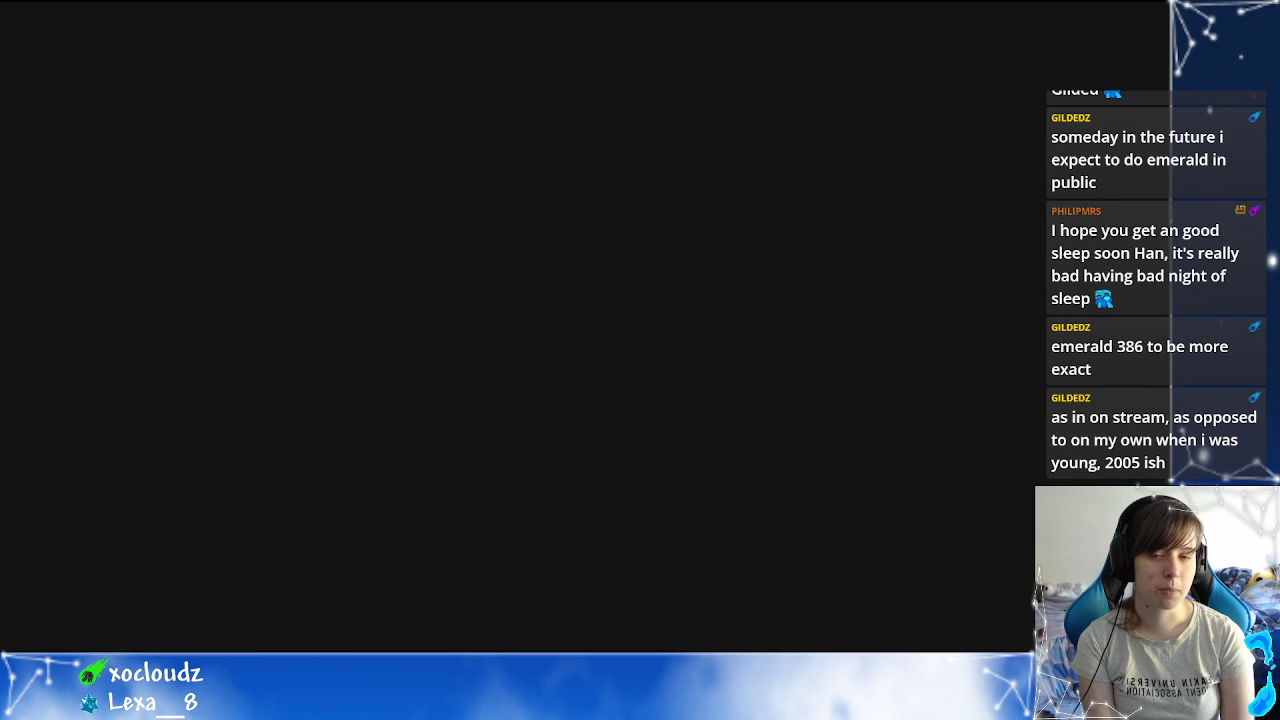 GILDEDZ
someday in the future i
expect to do emerald in
public
PHILIPMRS
I hope you get an good
sleep soon Han, it's really
bad having bad night of
sleep
GILDEDZ
emerald 386 to be more
exact
GILDEDZ
as in on stream, as opposed
to on my own when i was
young, 2005 ish
xocloudz
Lexa__8